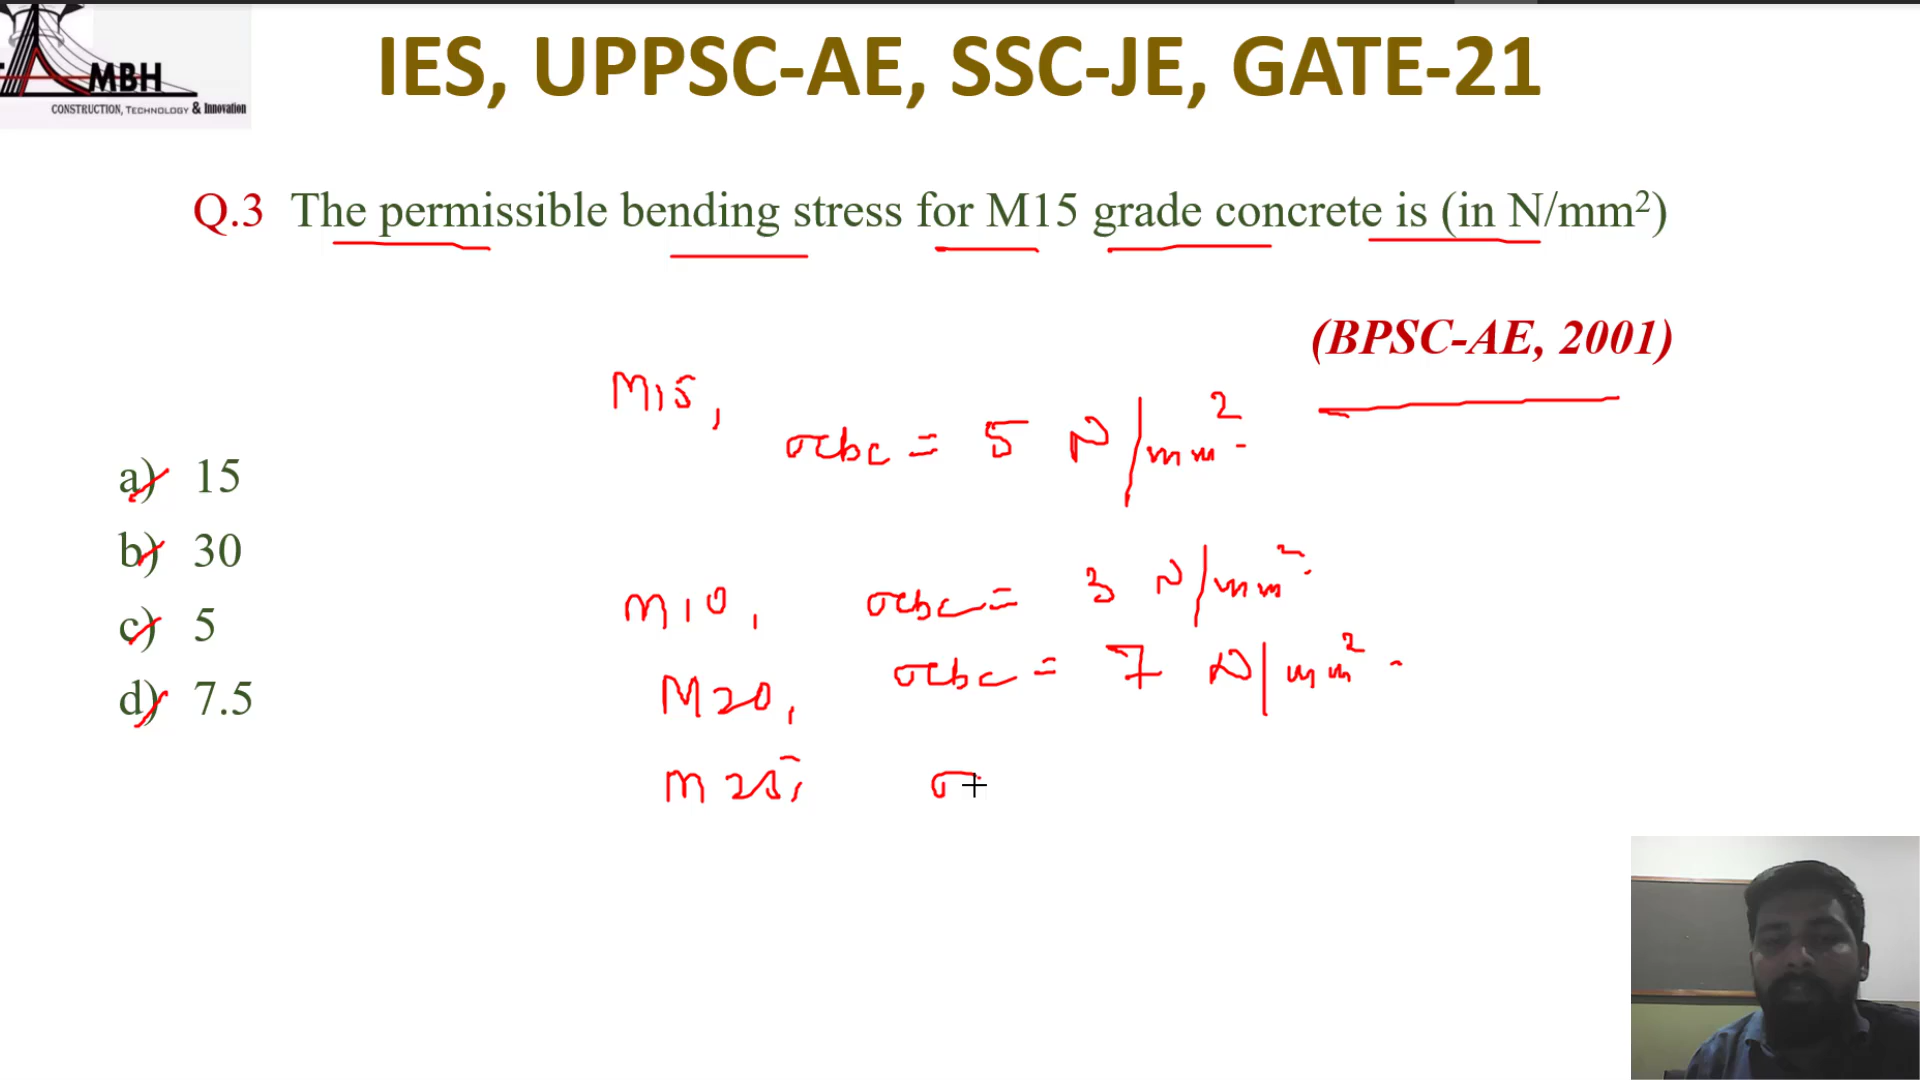 MBH
CONSTRUCTION, TECHNOLOGY & Innovation
IES, UPPSC-AE, SSC-JE, GATE-21
Q.3 The permissible bending stress for M15 grade concrete is (in N/mm²)
(BPSC-AE, 2001)
M15,
σcbc = 5 N/mm²
a) 15
b) 30
c) 5
d) 7.5
M10, σcbc = 3 N/mm²
M20, σcbc = 7 N/mm²
M25, σ